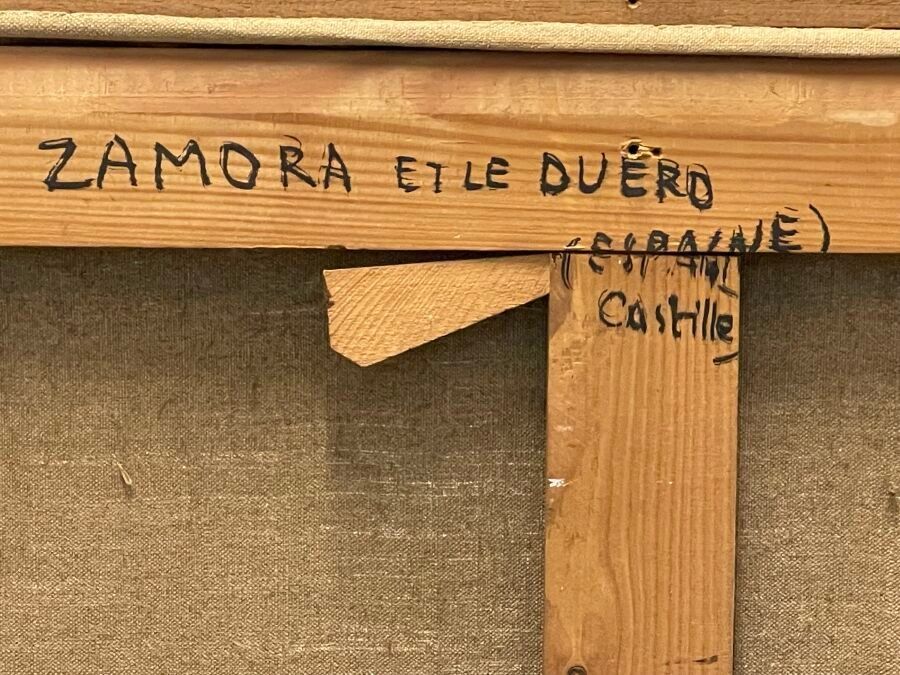 ZAMORA ET LE DUERO
(ESPAGNE)
Castille